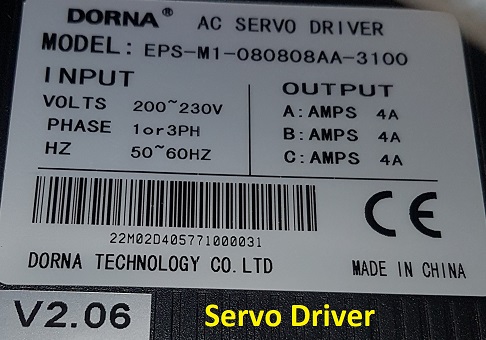 DORNA® AC SERVO DRIVER
MODEL: EPS-M1-080808AA-3100
INPUT
VOLTS 200~230V
PHASE 1or3PH
HZ 50~60HZ
OUTPUT
A:AMPS 4A
B:AMPS 4A
C:AMPS 4A
22M02D405771000031
CE
DORNA TECHNOLOGY CO.LTD
MADE IN CHINA
V2.06
Servo Driver